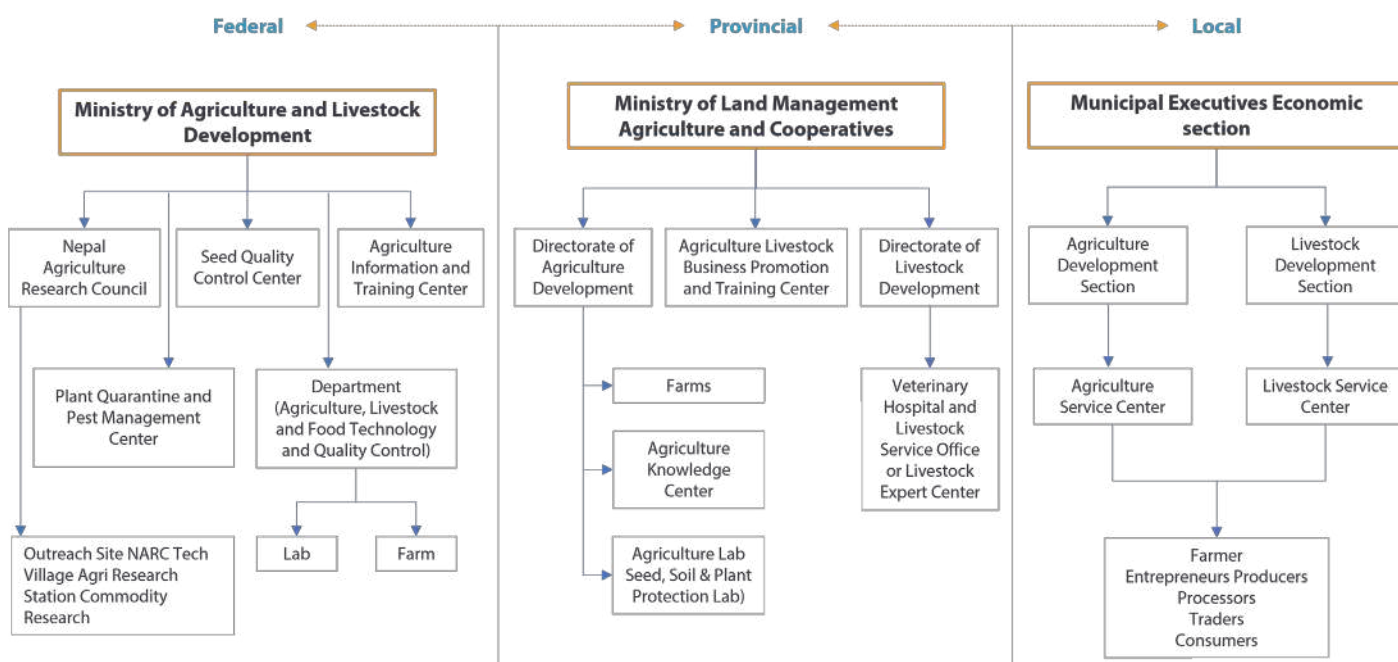 Federal
Provincial
Local
Ministry of Agriculture and Livestock
Development
Ministry of Land Management
Agriculture and Cooperatives
Municipal Executives Economic
section
Nepal
Agriculture
Research Council
Seed Quality
Control Center
Agriculture
Information and
Training Center
Directorate of
Agriculture
Development
Agriculture Livestock
Business Promotion
and Training Center
Directorate of
Livestock
Development
Agriculture
Development
Section
Livestock
Development
Section
Plant Quarantine and
Pest Management
Center
Department
(Agriculture, Livestock
and Food Technology
and Quality Control)
Farms
Veterinary
Hospital and
Livestock
Service Office
or Livestock
Expert Center
Agriculture
Service Center
Livestock Service
Center
Agriculture
Knowledge
Center
Outreach Site NARC Tech
Village Agri Research
Station Commodity
Research
Lab
Farm
Agriculture Lab
Seed, Soil & Plant
Protection Lab)
Farmer
Entrepreneurs Producers
Processors
Traders
Consumers